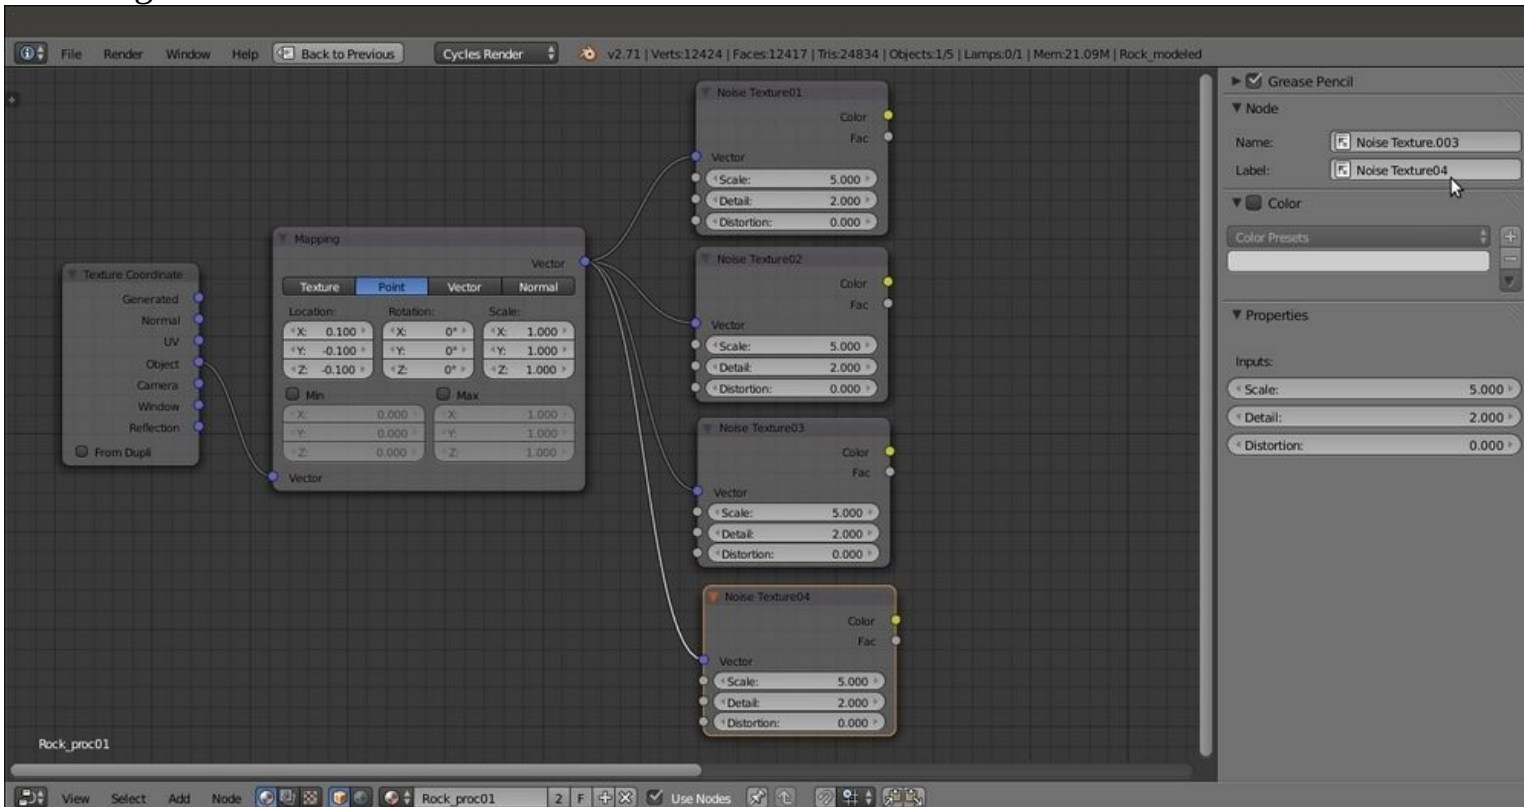 File Render Window Help Back to Previous Cycles Render v2.71 | Verts:12424 | Faces:12417 | Tris:24834 | Objects:1/5 | Lamps:0/1 | Mem:21.09M | Rock_modeled
Texture Coordinate
Generated
Normal
UV
Object
Camera
Window
Reflection
From Dupli
Mapping
Vector
Texture Point Vector Normal
Location: Rotation: Scale:
X: 0.100 X: 0° X: 1.000
Y: -0.100 Y: 0° Y: 1.000
Z: -0.100 Z: 0° Z: 1.000
Min Max
X: 0.000 X: 1.000
Y: 0.000 Y: 1.000
Z: 0.000 Z: 1.000
Vector
Noise Texture01
Color
Fac
Vector
Scale: 5.000
Detail: 2.000
Distortion: 0.000
Noise Texture02
Color
Fac
Vector
Scale: 5.000
Detail: 2.000
Distortion: 0.000
Noise Texture03
Color
Fac
Vector
Scale: 5.000
Detail: 2.000
Distortion: 0.000
Noise Texture04
Color
Fac
Vector
Scale: 5.000
Detail: 2.000
Distortion: 0.000
Grease Pencil
Node
Name: Noise Texture.003
Label: Noise Texture04
Color
Color Presets
Properties
Inputs:
Scale: 5.000
Detail: 2.000
Distortion: 0.000
Rock_proc01
View Select Add Node Rock_proc01 2 F Use Nodes